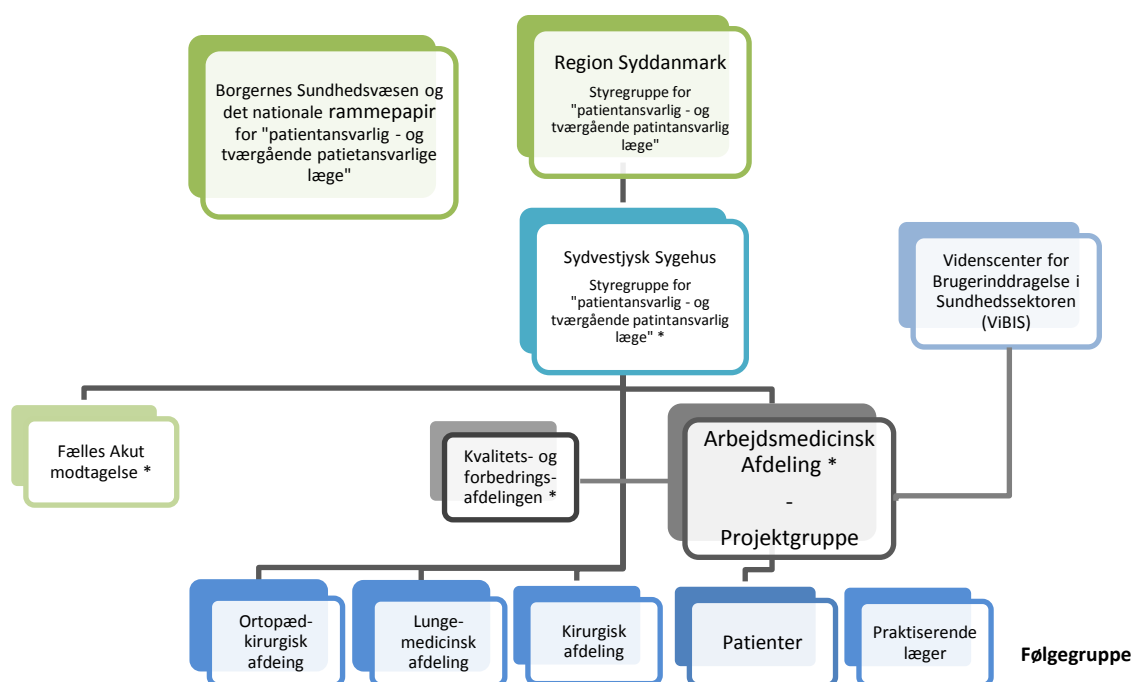 Borgernes Sundhedsvæsen og
det nationale rammepapir
for "patientansvarlig - og
tværgående patietansvarlige
læge"
Region Syddanmark
Styregruppe for
"patientansvarlig - og
tværgående patintansvarlig
læge"
Sydvestjysk Sygehus
Styregruppe for
"patientansvarlig - og
tværgående patintansvarlig
læge" *
Videnscenter for
Brugerinddragelse i
Sundhedssektoren
(ViBIS)
Fælles Akut
modtagelse *
Kvalitets- og
forbedrings-
afdelingen *
Arbejdsmedicinsk
Afdeling *
-
Projektgruppe
Ortopæd-
kirurgisk
afdeing
Lunge-
medicinsk
afdeling
Kirurgisk
afdeling
Patienter
Praktiserende
læger
Følgegruppe